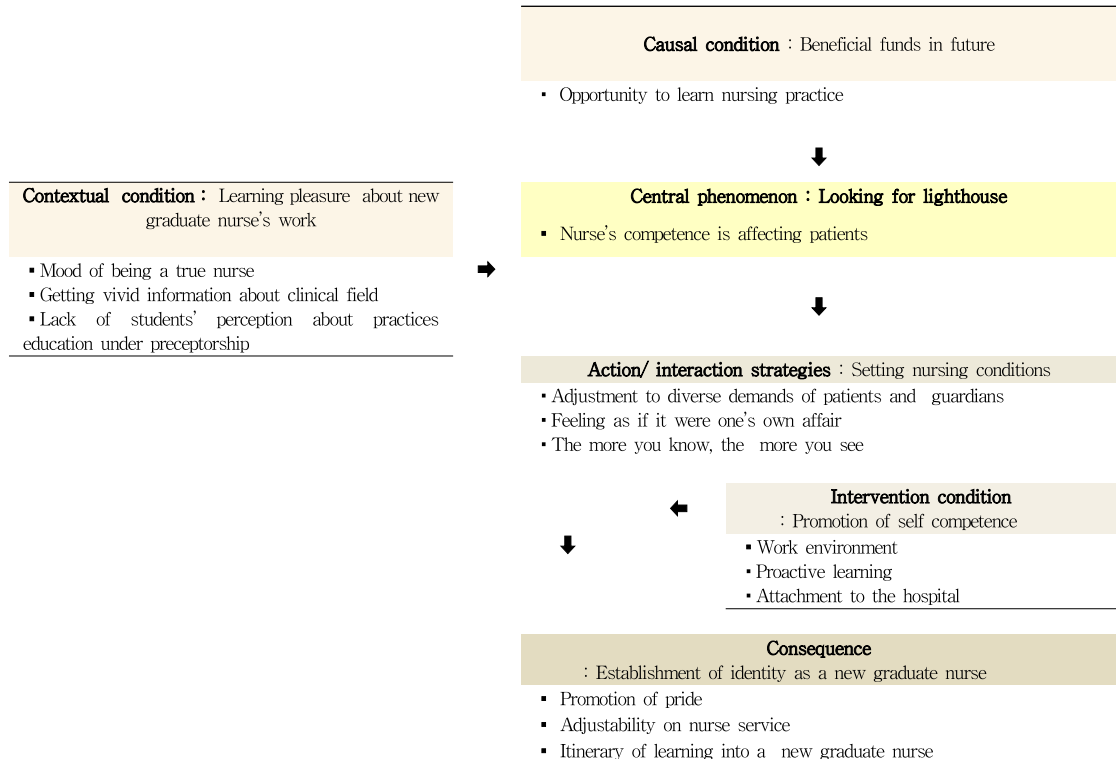 Causal condition : Beneficial funds in future
▪ Opportunity to learn nursing practice
Contextual condition : Learning pleasure about new
graduate nurse's work
▪ Mood of being a true nurse
▪ Getting vivid information about clinical field
▪ Lack of students' perception about practices
education under preceptorship
Central phenomenon : Looking for lighthouse
▪ Nurse's competence is affecting patients
Action/ interaction strategies : Setting nursing conditions
▪ Adjustment to diverse demands of patients and guardians
▪ Feeling as if it were one's own affair
▪ The more you know, the more you see
Intervention condition
: Promotion of self competence
▪ Work environment
▪ Proactive learning
▪ Attachment to the hospital
Consequence
: Establishment of identity as a new graduate nurse
▪ Promotion of pride
▪ Adjustability on nurse service
▪ Itinerary of learning into a new graduate nurse